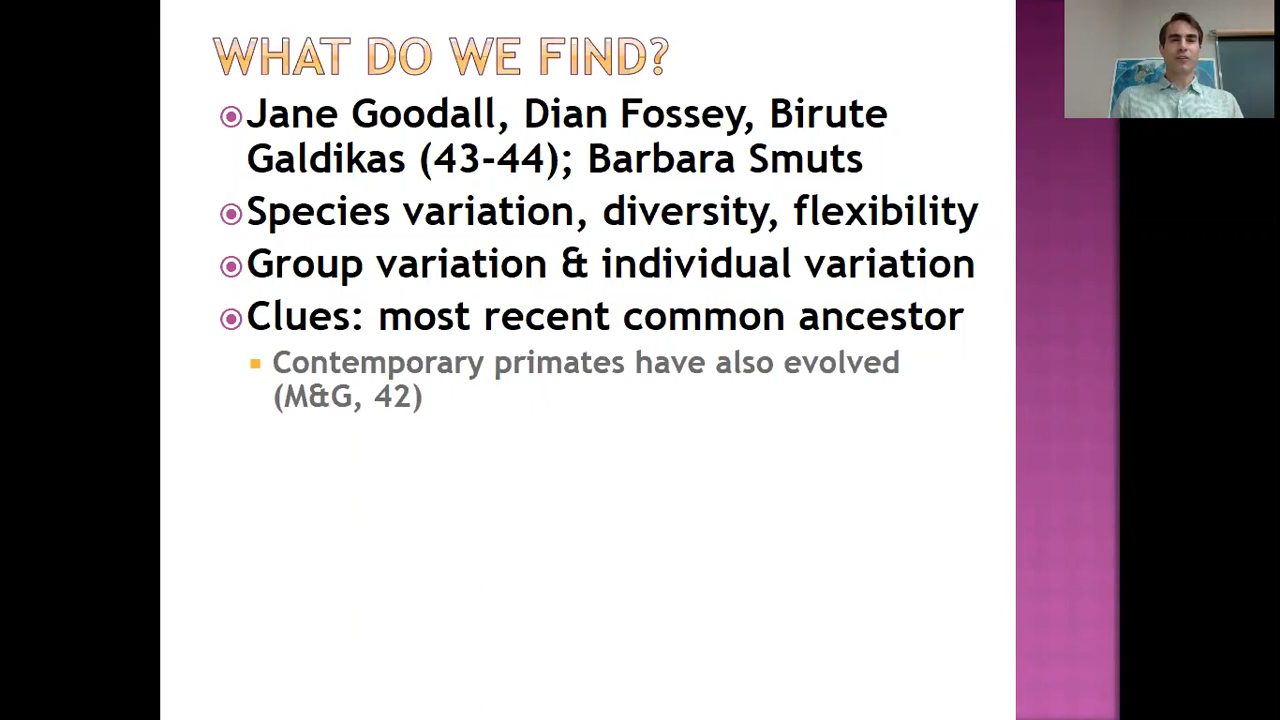 WHAT DO WE FIND?
Jane Goodall, Dian Fossey, Birute
Galdikas (43-44); Barbara Smuts
Species variation, diversity, flexibility
Group variation & individual variation
Clues: most recent common ancestor
Contemporary primates have also evolved
(M&G, 42)